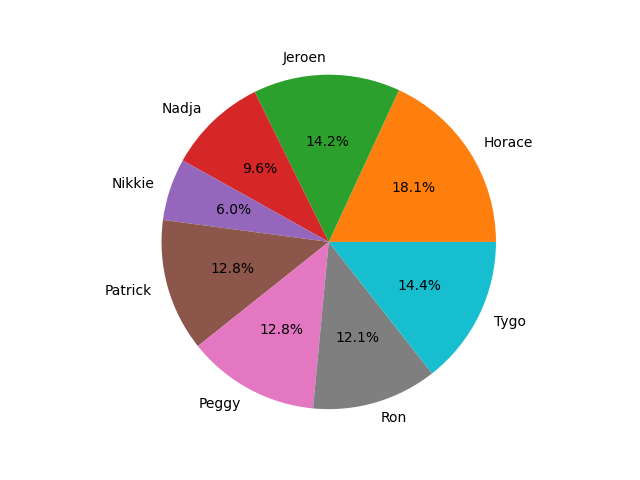 Jeroen
Nadja
Horace
14.2%
9.6%
Nikkie
18.1%
6.0%
12.8%
Patrick
14.4%
Tygo
12.8%
12.1%
Peggy
Ron